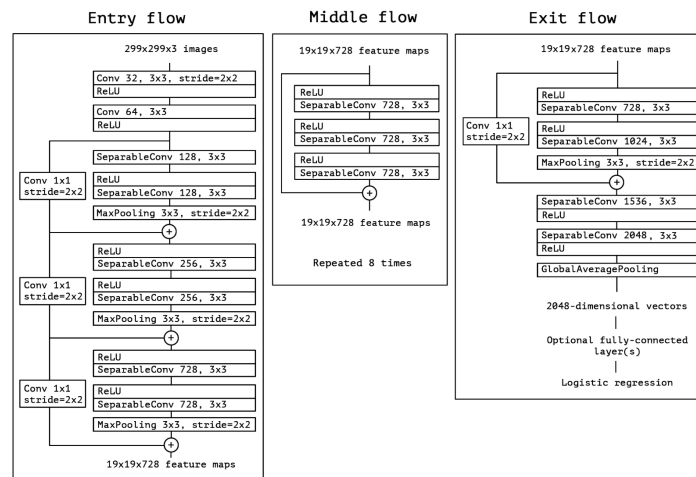 Entry flow
299x299x3 images
Conv 32, 3x3, stride=2x2
ReLU
Conv 64, 3x3
ReLU
SeparableConv 128, 3x3
Conv 1x1
stride=2x2
ReLU
SeparableConv 128, 3x3
MaxPooling 3x3, stride=2x2
+
ReLU
SeparableConv 256, 3x3
Conv 1x1
stride=2x2
ReLU
SeparableConv 256, 3x3
MaxPooling 3x3, stride=2x2
+
ReLU
SeparableConv 728, 3x3
Conv 1x1
stride=2x2
ReLU
SeparableConv 728, 3x3
MaxPooling 3x3, stride=2x2
+
19x19x728 feature maps
Middle flow
19x19x728 feature maps
ReLU
SeparableConv 728, 3x3
ReLU
SeparableConv 728, 3x3
ReLU
SeparableConv 728, 3x3
+
19x19x728 feature maps
Repeated 8 times
Exit flow
19x19x728 feature maps
ReLU
SeparableConv 728, 3x3
Conv 1x1
stride=2x2
ReLU
SeparableConv 1024, 3x3
MaxPooling 3x3, stride=2x2
+
SeparableConv 1536, 3x3
ReLU
SeparableConv 2048, 3x3
ReLU
GlobalAveragePooling
2048-dimensional vectors
Optional fully-connected
layer(s)
Logistic regression